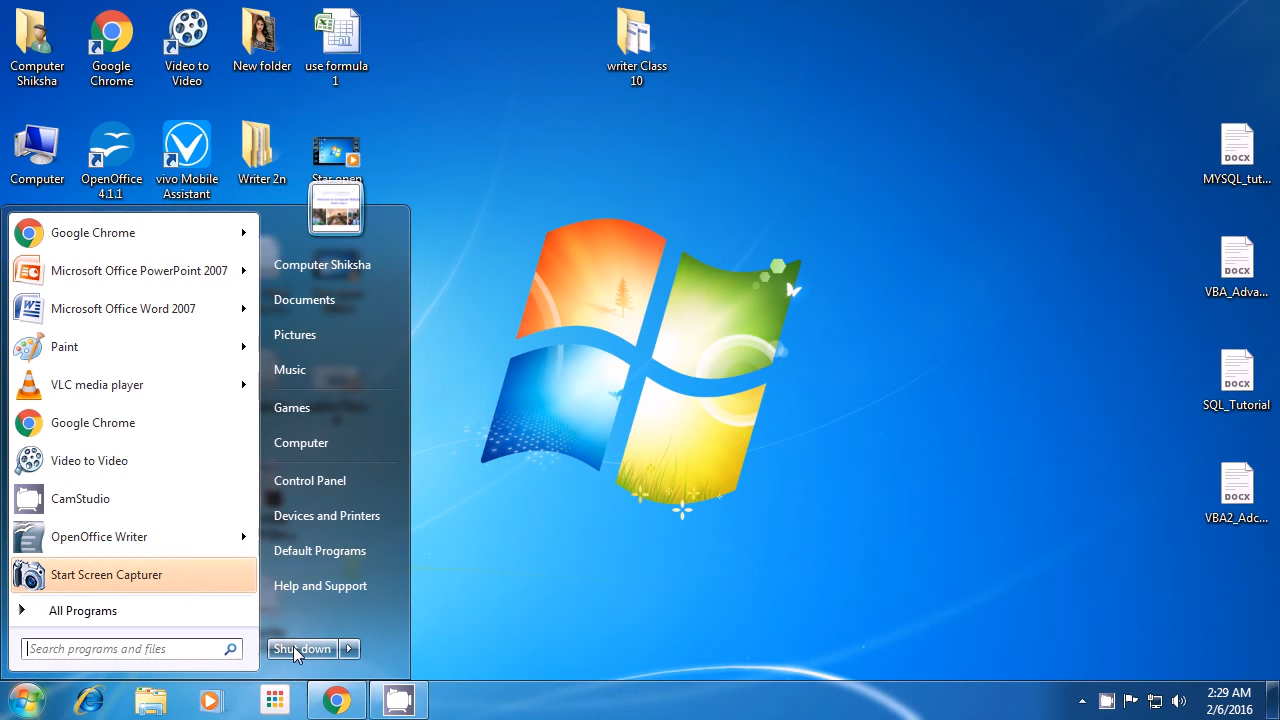 Computer
Shiksha
Google
Chrome
Video to
Video
New folder
use formula
1
writer Class
10
Computer
OpenOffice
4.1.1
vivo Mobile
Assistant
Writer 2n
Star open
DOCX
MYSQL_tut...
DOCX
VBA_Adva...
DOCX
SQL_Tutorial
DOCX
VBA2_Adc...
Google Chrome
Microsoft Office PowerPoint 2007
Microsoft Office Word 2007
Paint
VLC media player
Google Chrome
Video to Video
CamStudio
OpenOffice Writer
Start Screen Capturer
All Programs
Search programs and files
Computer Shiksha
Documents
Pictures
Music
Games
Computer
Control Panel
Devices and Printers
Default Programs
Help and Support
Shut down
2:29 AM
2/6/2016